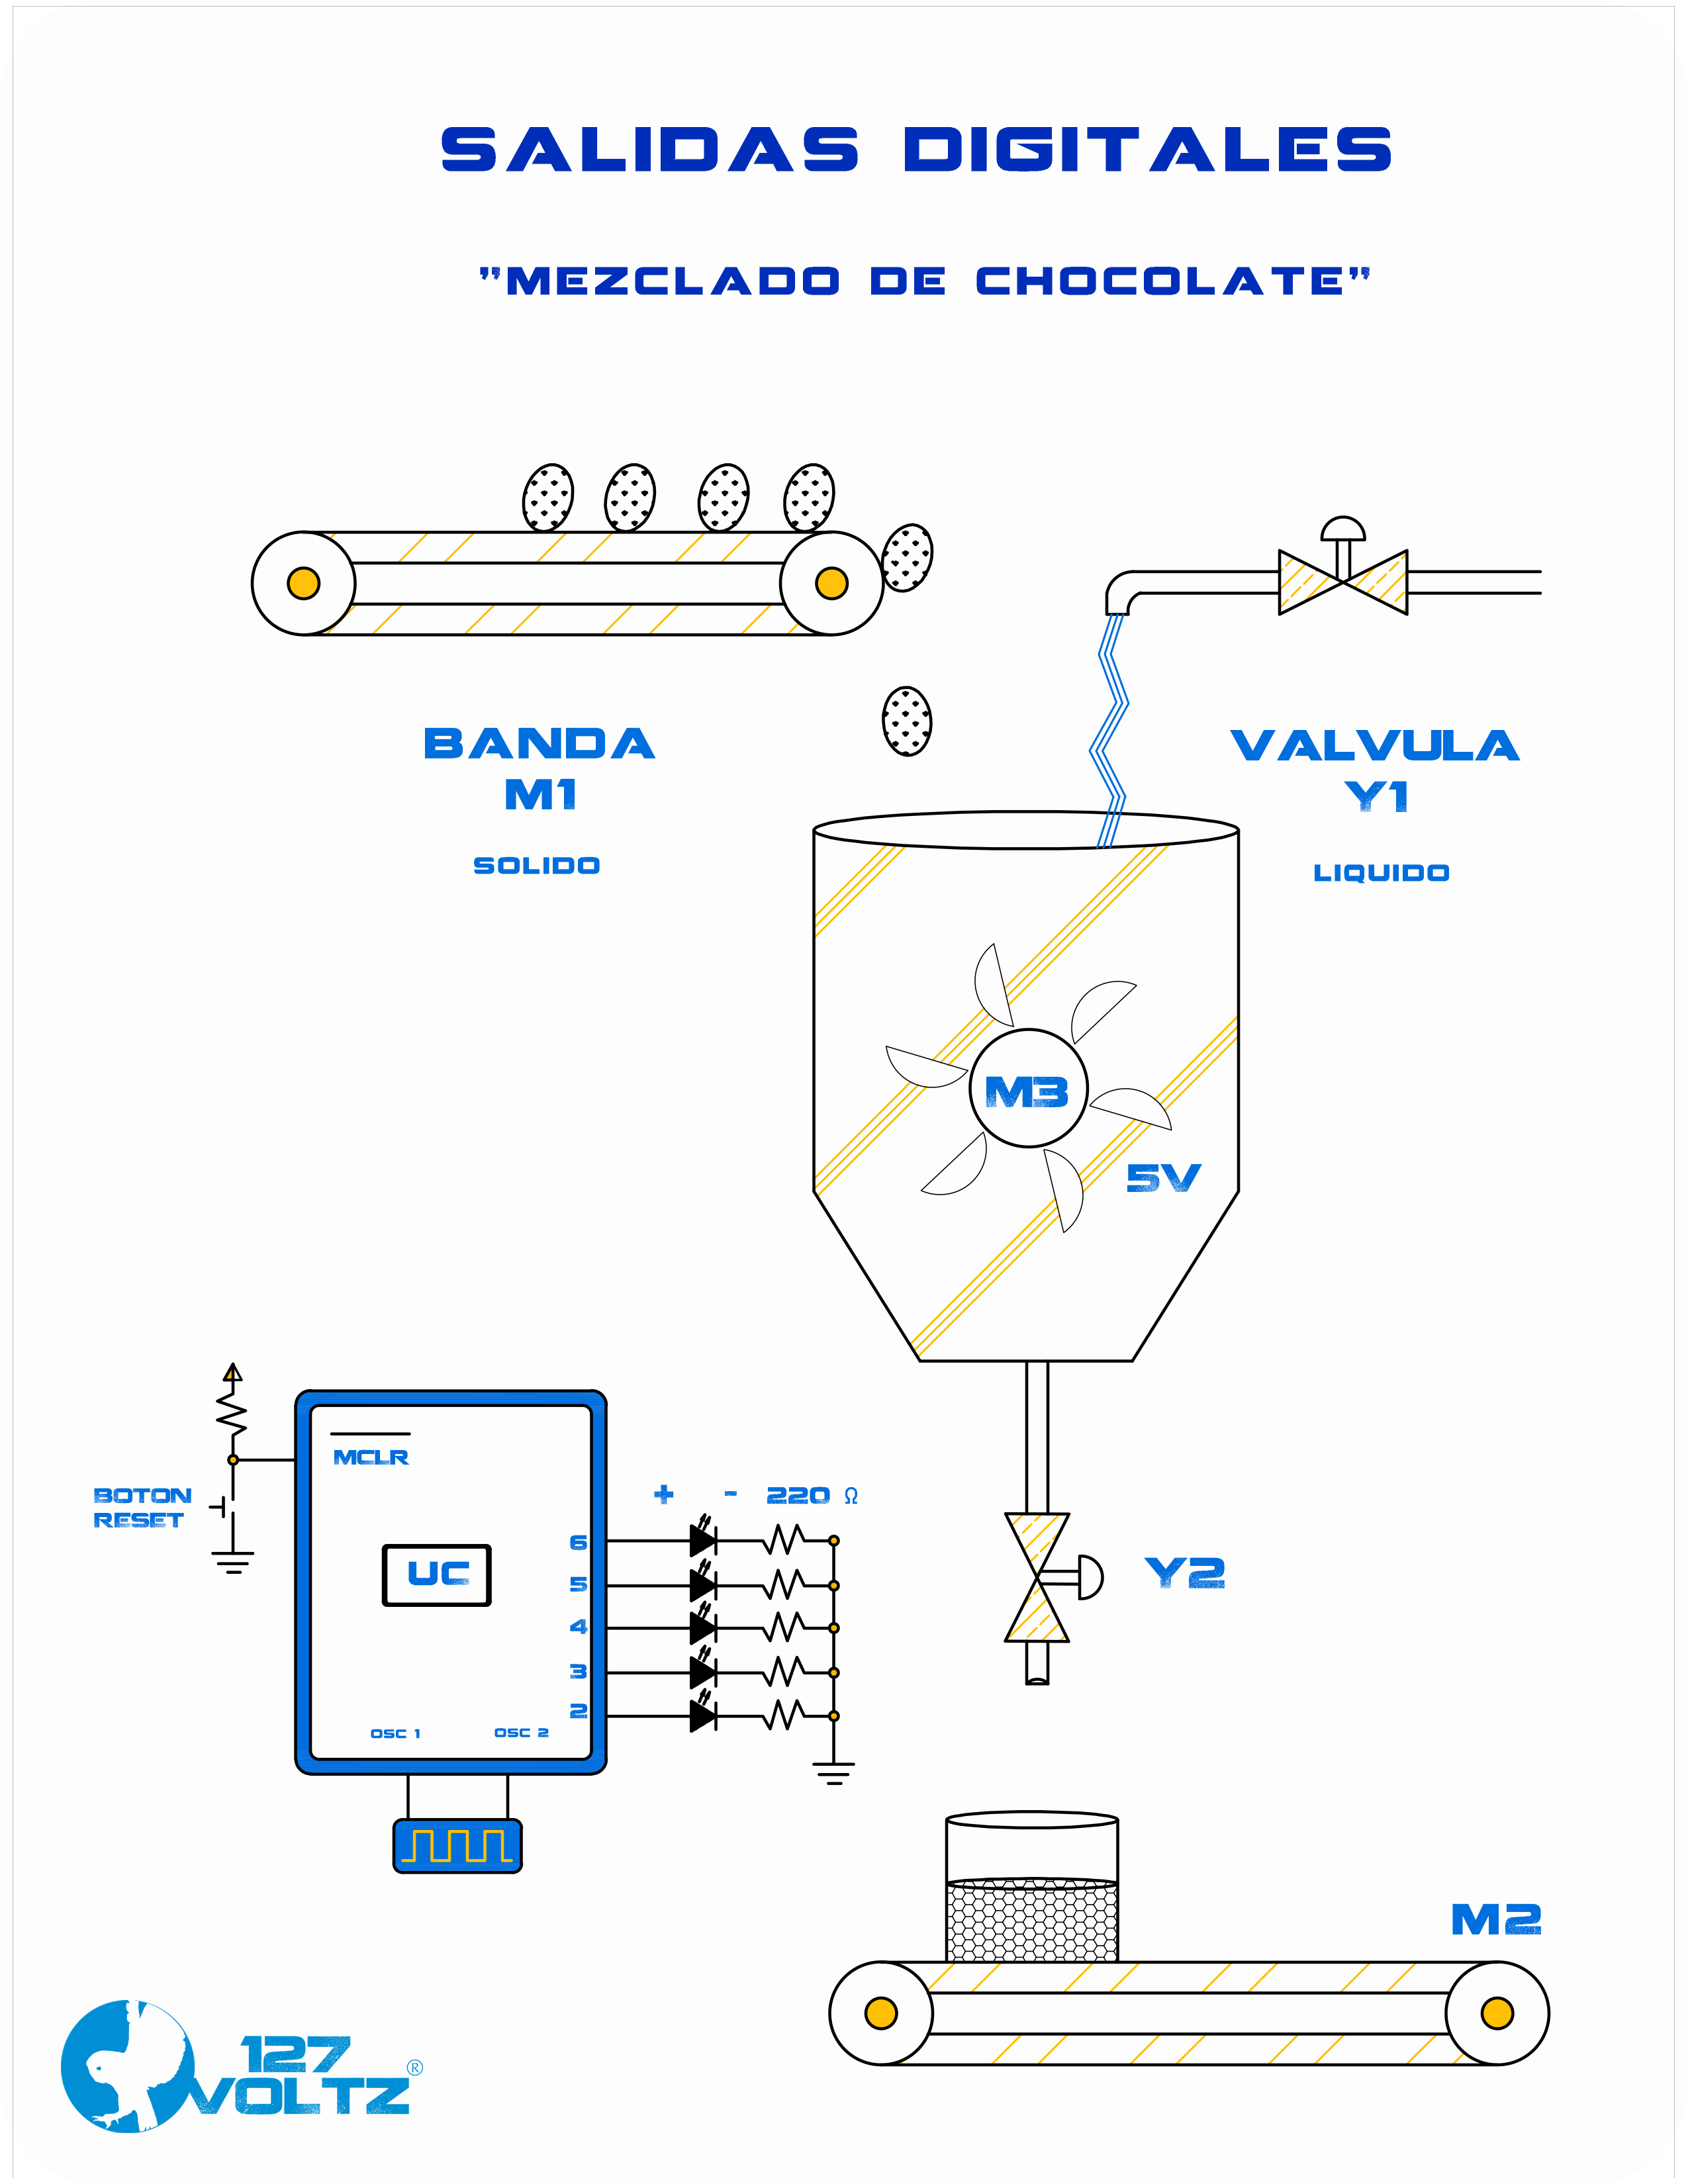 SALIDAS DIGITALES
"MEZCLADO DE CHOCOLATE"
BANDA
M1
SOLIDO
VALVULA
Y1
LIQUIDO
M3
5V
MCLR
BOTON
RESET
+ - 220 Ω
6
UC
5
4
3
2
OSC 1 OSC 2
Y2
M2
127
VOLTZ®